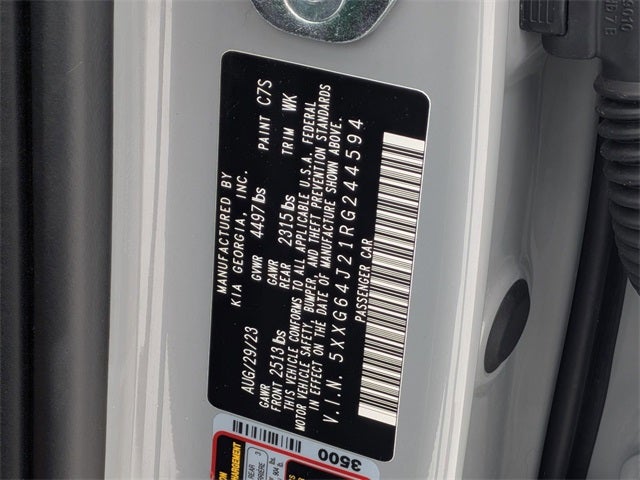 MANUFACTURED BY
KIA GEORGIA, INC.
AUG/29/23 GVWR 4497lbs PAINT C7S
GAWR GAWR
FRONT 2513lbs REAR 2315lbs TRIM WK
THIS VEHICLE CONFORMS TO ALL APPLICABLE U.S.A. FEDERAL
MOTOR VEHICLE SAFETY, BUMPER, AND THEFT PREVENTION STANDARDS
IN EFFECT ON THE DATE OF MANUFACTURE SHOWN ABOVE.
V.I.N. 5XXG64J21RG244594
PASSENGER CAR
3500
REAR